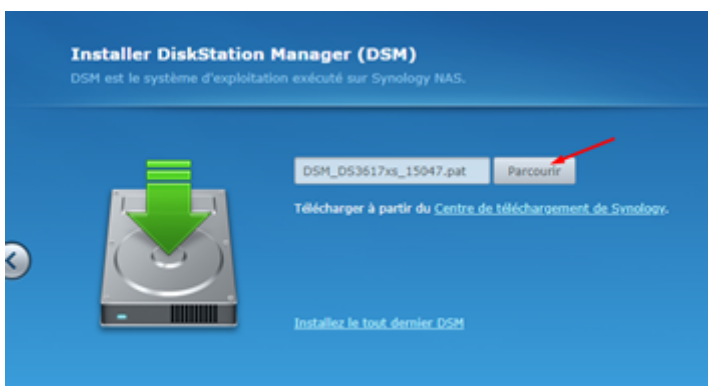 Installer DiskStation Manager (DSM)
DSM est le système d'exploitation exécuté sur Synology NAS.
DSM_DS3617xs_15047.pat Parcourir
Télécharger à partir du Centre de téléchargement de Synology.
Installez le tout dernier DSM